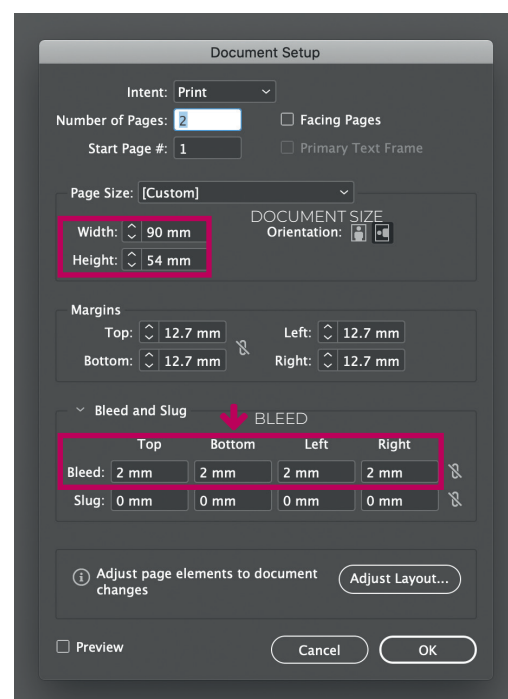 Document Setup
Intent: Print
Number of Pages: 2 Facing Pages
Start Page #: 1 Primary Text Frame
Page Size: [Custom]
DOCUMENT SIZE
Width: 90 mm Orientation:
Height: 54 mm
Margins
Top: 12.7 mm Left: 12.7 mm
Bottom: 12.7 mm Right: 12.7 mm
Bleed and Slug
BLEED
Top Bottom Left Right
Bleed: 2 mm 2 mm 2 mm 2 mm
Slug: 0 mm 0 mm 0 mm 0 mm
Adjust page elements to document
changes
Adjust Layout...
Preview Cancel OK